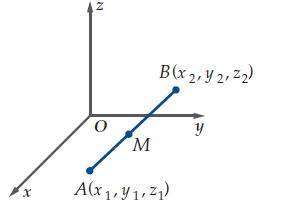 z
B(x₂, y₂, z₂)
O
y
M
x
A(x₁, y₁, z₁)